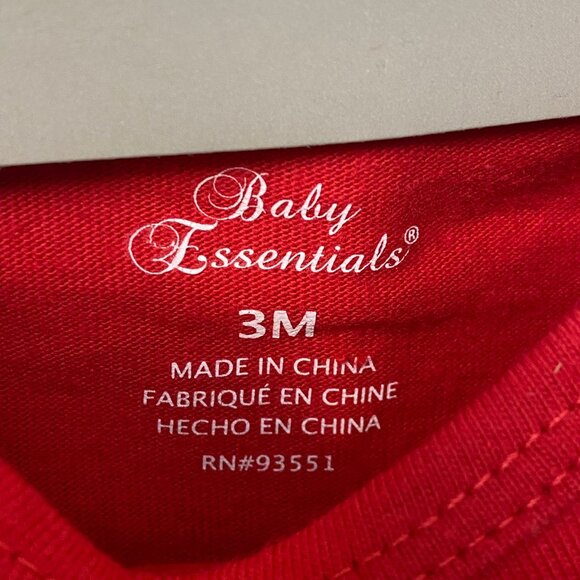 Baby
Essentials®
3M
MADE IN CHINA
FABRIQUÉ EN CHINE
HECHO EN CHINA
RN#93551